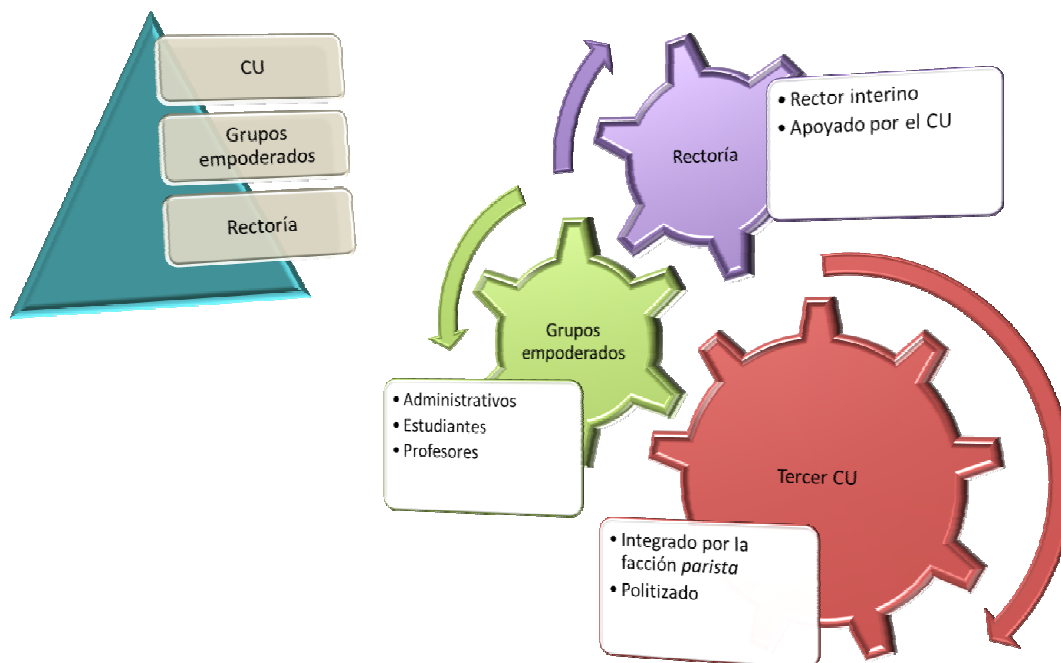 CU
Grupos
empoderados
Rectoría
Rectoría
• Rector interino
• Apoyado por el CU
Grupos
empoderados
• Administrativos
• Estudiantes
• Profesores
Tercer CU
• Integrado por la
facción parista
• Politizado